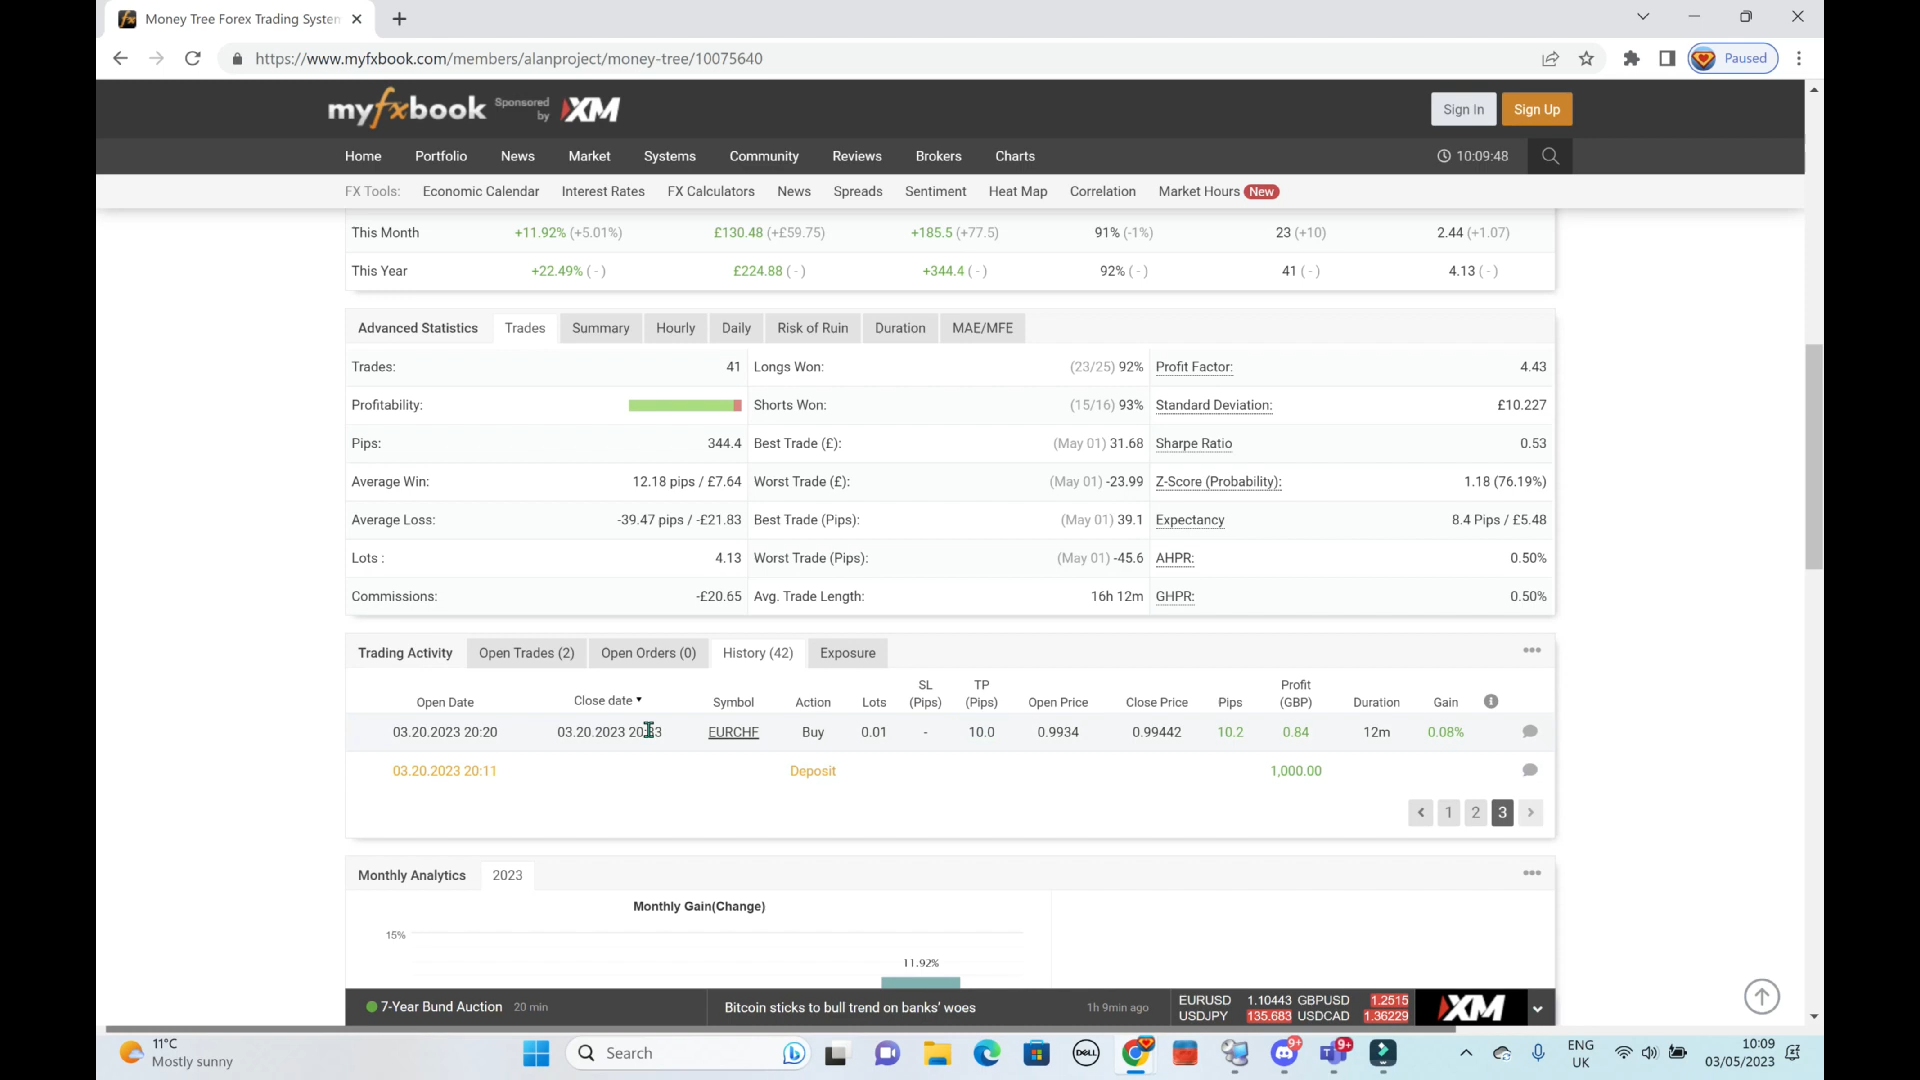 Money Tree Forex Trading System
https://www.myfxbook.com/members/alanproject/money-tree/10075640
Paused
myfxbook Sponsored by XM
Sign In Sign Up
Home Portfolio News Market Systems Community Reviews Brokers Charts 10:09:48
FX Tools: Economic Calendar Interest Rates FX Calculators News Spreads Sentiment Heat Map Correlation Market Hours New
This Month +11.92% (+5.01%) £130.48 (+£59.75) +185.5 (+77.5) 91% (-1%) 23 (+10) 2.44 (+1.07)
This Year +22.49% ( - ) £224.88 ( - ) +344.4 ( - ) 92% ( - ) 41 ( - ) 4.13 ( - )
Advanced Statistics Trades Summary Hourly Daily Risk of Ruin Duration MAE/MFE
Trades: 41 Longs Won: (23/25) 92% Profit Factor: 4.43
Profitability: Shorts Won: (15/16) 93% Standard Deviation: £10.227
Pips: 344.4 Best Trade (£): (May 01) 31.68 Sharpe Ratio 0.53
Average Win: 12.18 pips / £7.64 Worst Trade (£): (May 01) -23.99 Z-Score (Probability): 1.18 (76.19%)
Average Loss: -39.47 pips / -£21.83 Best Trade (Pips): (May 01) 39.1 Expectancy 8.4 Pips / £5.48
Lots : 4.13 Worst Trade (Pips): (May 01) -45.6 AHPR: 0.50%
Commissions: -£20.65 Avg. Trade Length: 16h 12m GHPR: 0.50%
Trading Activity Open Trades (2) Open Orders (0) History (42) Exposure
Open Date Close date Symbol Action Lots SL (Pips) TP (Pips) Open Price Close Price Pips Profit (GBP) Duration Gain
03.20.2023 20:20 03.20.2023 EURCHF Buy 0.01 - 10.0 0.9934 0.99442 10.2 0.84 12m 0.08%
03.20.2023 20:11 Deposit 1,000.00
1 2 3
Monthly Analytics 2023
Monthly Gain(Change)
15%
11.92%
7-Year Bund Auction 20 min Bitcoin sticks to bull trend on banks' woes 1h 9min ago EURUSD 1.10443 GBPUSD 1.2515
USDJPY 135.683 USDCAD 1.36229
XM
11°C
Mostly sunny
Search
DELL
9+
9+
ENG
UK
10:09
03/05/2023